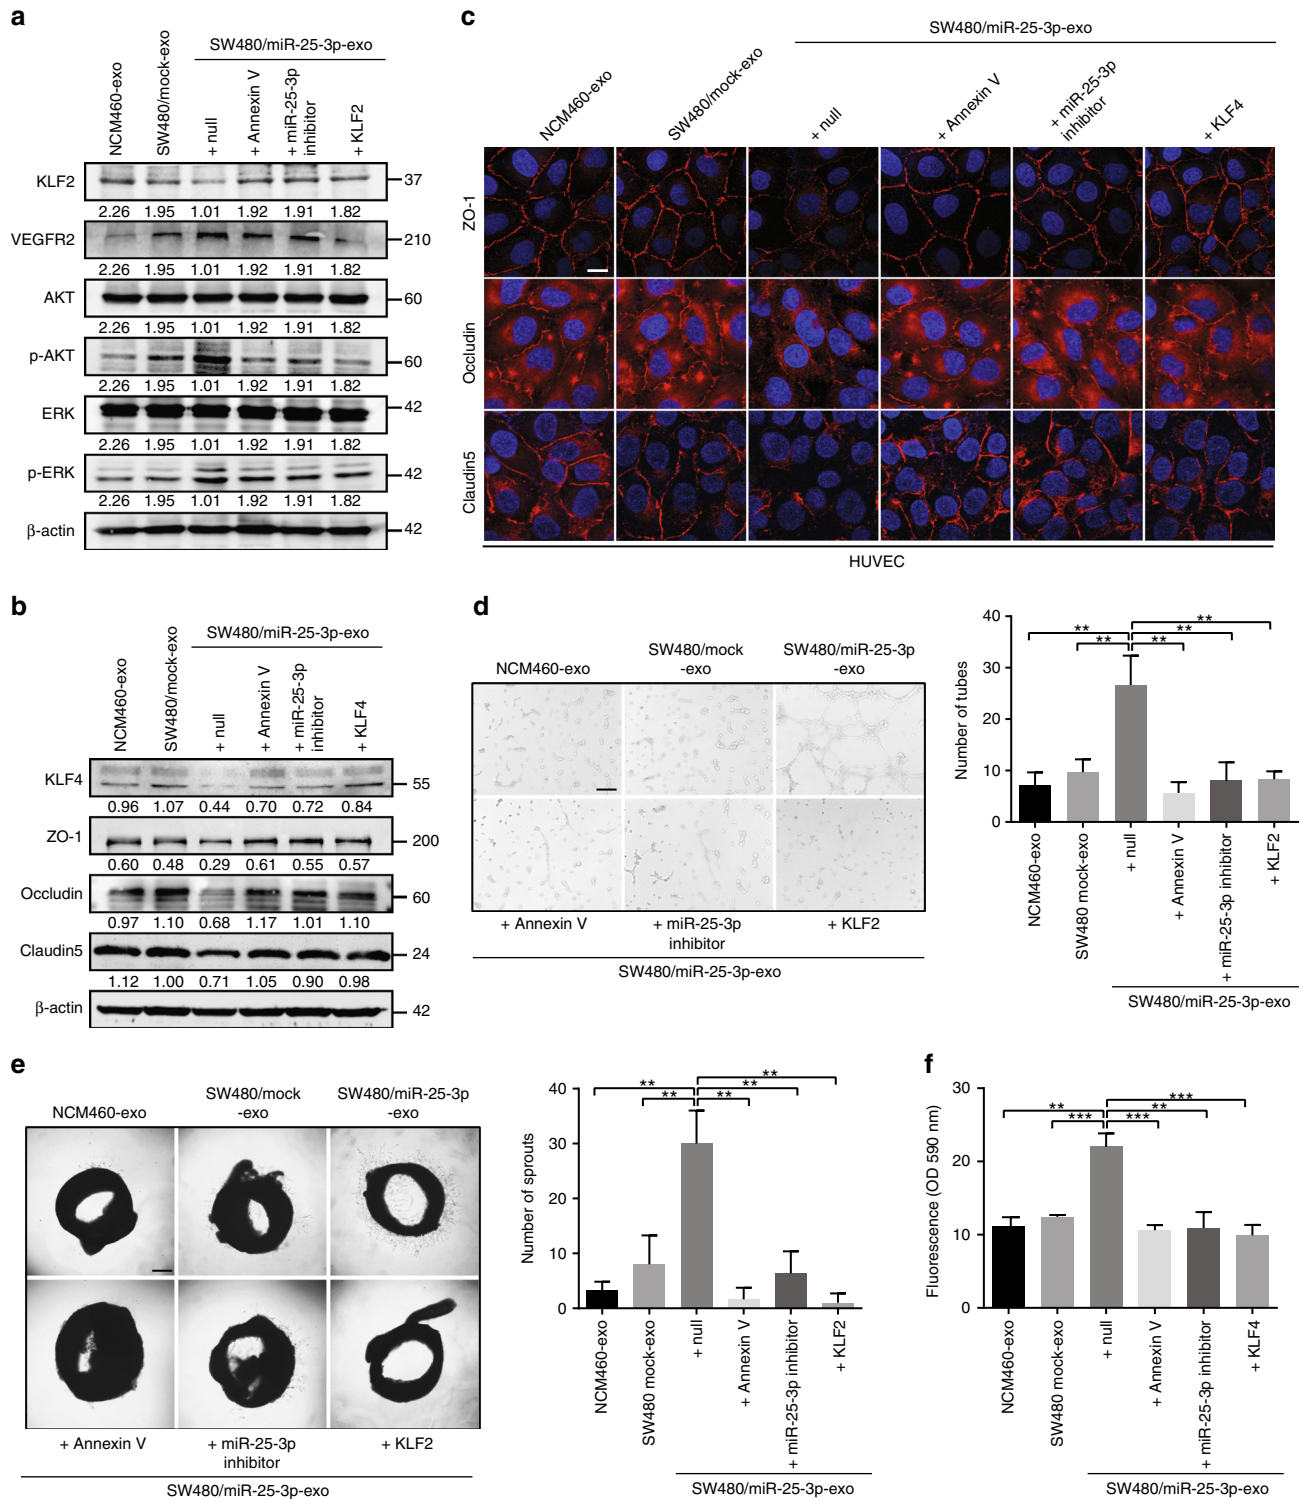 a
SW480/miR-25-3p-exo
NCM460-exo
SW480/mock-exo
+ null
+ Annexin V
+ miR-25-3p
inhibitor
+ KLF2
KLF2
37
2.26 1.95 1.01 1.92 1.91 1.82
VEGFR2
210
2.26 1.95 1.01 1.92 1.91 1.82
AKT
60
2.26 1.95 1.01 1.92 1.91 1.82
p-AKT
60
2.26 1.95 1.01 1.92 1.91 1.82
ERK
42
2.26 1.95 1.01 1.92 1.91 1.82
p-ERK
42
2.26 1.95 1.01 1.92 1.91 1.82
β-actin
42
b
SW480/miR-25-3p-exo
NCM460-exo
SW480/mock-exo
+ null
+ Annexin V
+ miR-25-3p
inhibitor
+ KLF4
KLF4
55
0.96 1.07 0.44 0.70 0.72 0.84
ZO-1
200
0.60 0.48 0.29 0.61 0.55 0.57
Occludin
60
0.97 1.10 0.68 1.17 1.01 1.10
Claudin5
24
1.12 1.00 0.71 1.05 0.90 0.98
β-actin
42
c
SW480/miR-25-3p-exo
NCM460-exo
SW480/mock-exo
+ null
+ Annexin V
+ miR-25-3p
inhibitor
+ KLF4
ZO-1
Occludin
Claudin5
HUVEC
d
NCM460-exo
SW480/mock
-exo
SW480/miR-25-3p
-exo
+ Annexin V
+ miR-25-3p
inhibitor
+ KLF2
SW480/miR-25-3p-exo
Number of tubes
40
30
20
10
0
**
**
**
**
**
NCM460-exo
SW480 mock-exo
+ null
+ Annexin V
+ miR-25-3p inhibitor
+ KLF2
SW480/miR-25-3p-exo
e
NCM460-exo
SW480/mock
-exo
SW480/miR-25-3p
-exo
+ Annexin V
+ miR-25-3p
inhibitor
+ KLF2
SW480/miR-25-3p-exo
Number of sprouts
40
30
20
10
0
**
**
**
**
**
NCM460-exo
SW480 mock-exo
+ null
+ Annexin V
+ miR-25-3p inhibitor
+ KLF2
SW480/miR-25-3p-exo
f
Fluorescence (OD 590 nm)
30
20
10
0
***
**
**
***
***
NCM460-exo
SW480 mock-exo
+ null
+ Annexin V
+ miR-25-3p inhibitor
+ KLF4
SW480/miR-25-3p-exo